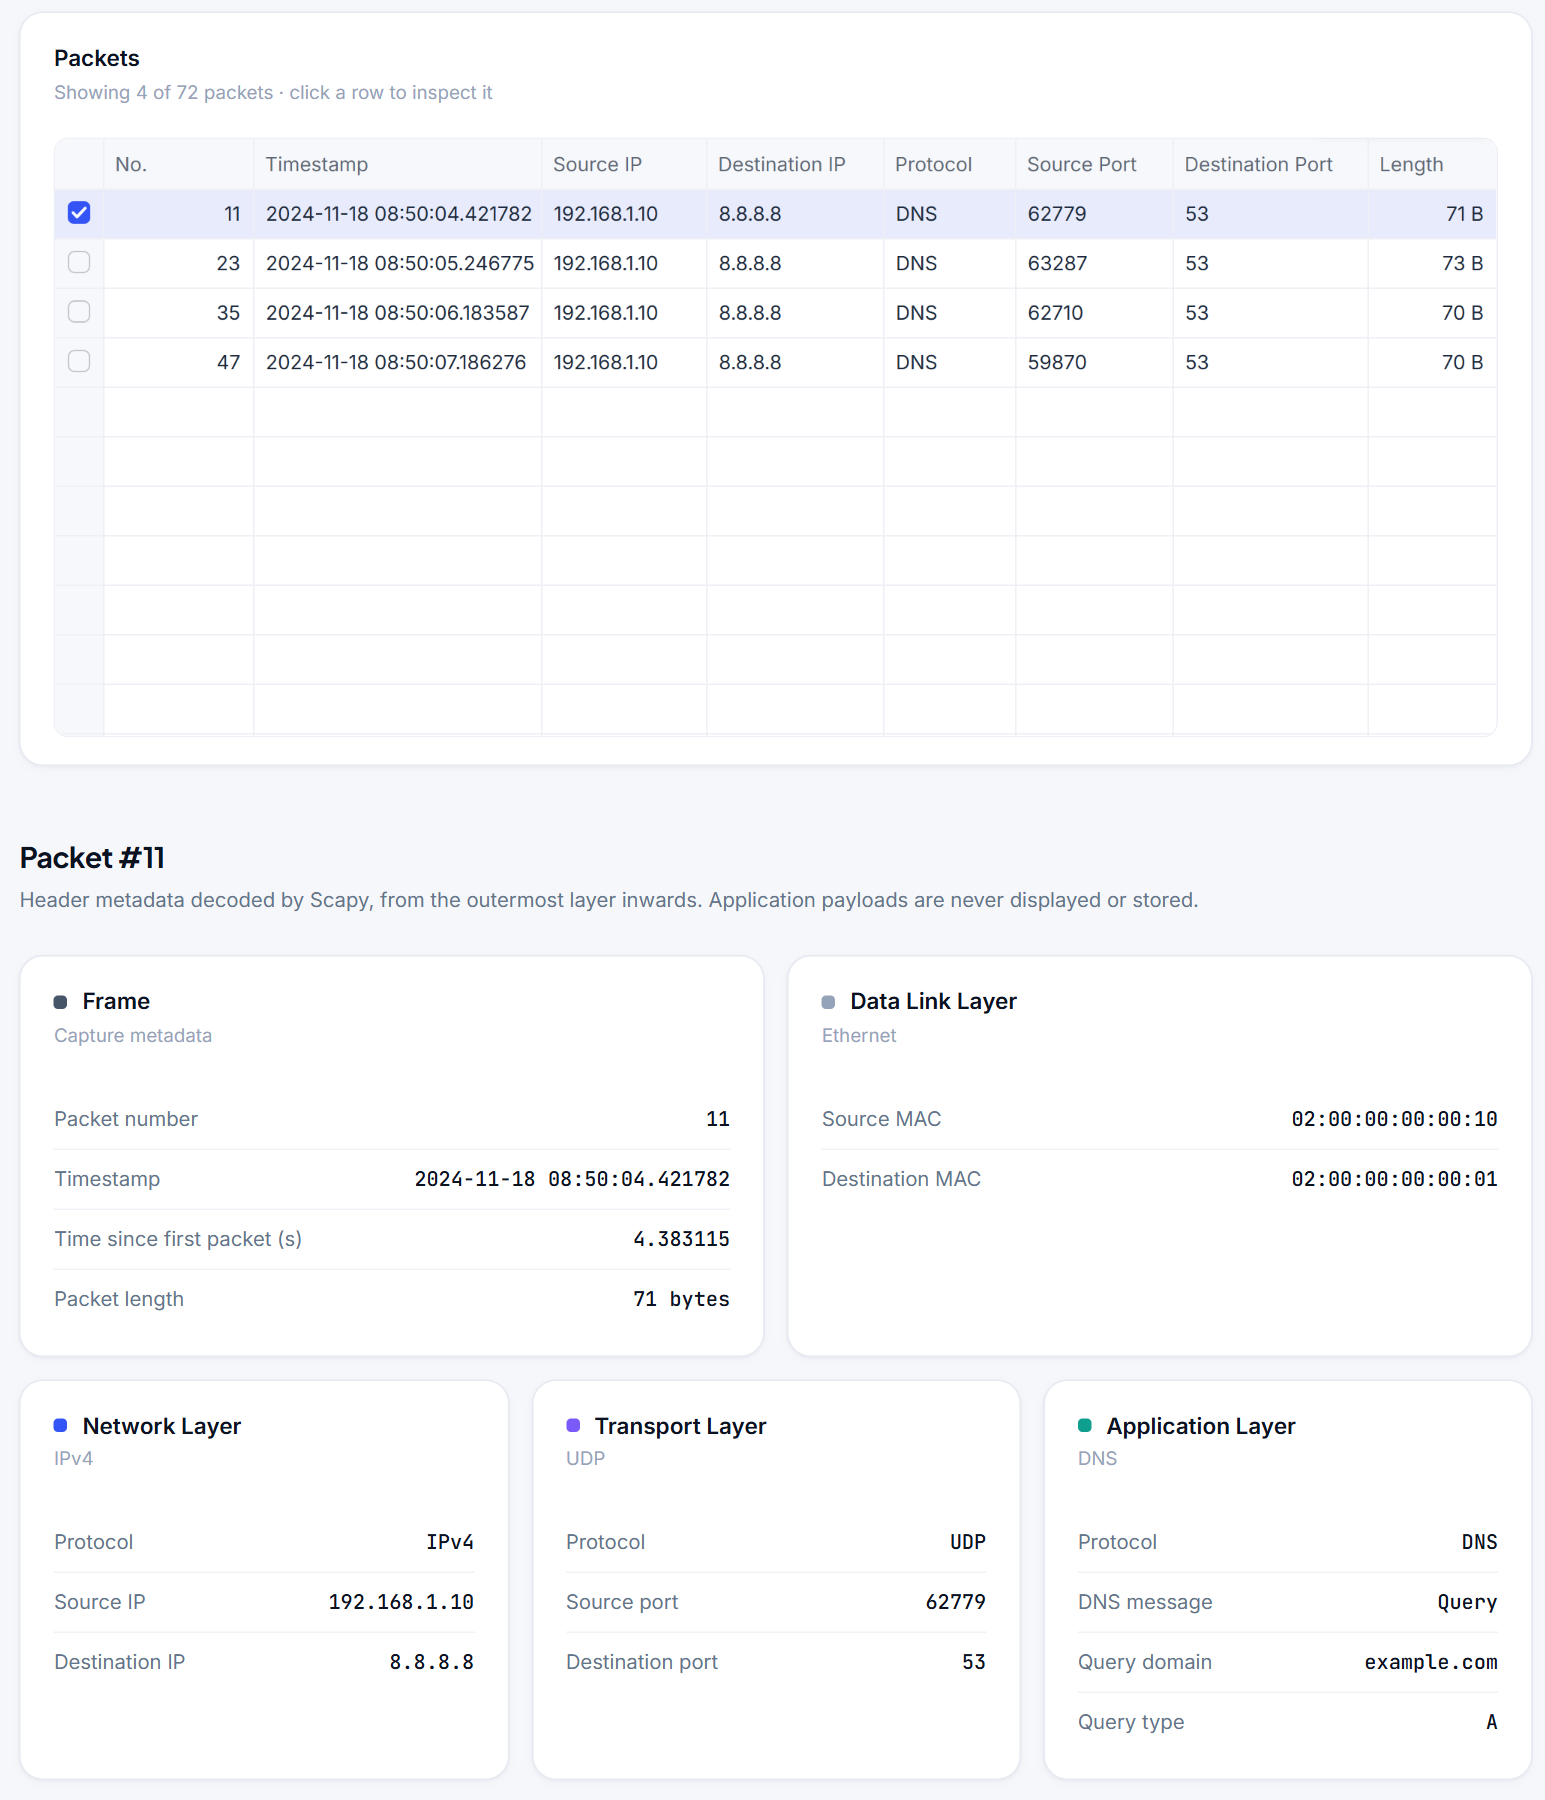 Packets
Showing 4 of 72 packets · click a row to inspect it
No. Timestamp Source IP Destination IP Protocol Source Port Destination Port Length
11 2024-11-18 08:50:04.421782 192.168.1.10 8.8.8.8 DNS 62779 53 71 B
23 2024-11-18 08:50:05.246775 192.168.1.10 8.8.8.8 DNS 63287 53 73 B
35 2024-11-18 08:50:06.183587 192.168.1.10 8.8.8.8 DNS 62710 53 70 B
47 2024-11-18 08:50:07.186276 192.168.1.10 8.8.8.8 DNS 59870 53 70 B
Packet #11
Header metadata decoded by Scapy, from the outermost layer inwards. Application payloads are never displayed or stored.
Frame
Capture metadata
Packet number 11
Timestamp 2024-11-18 08:50:04.421782
Time since first packet (s) 4.383115
Packet length 71 bytes
Data Link Layer
Ethernet
Source MAC 02:00:00:00:00:10
Destination MAC 02:00:00:00:00:01
Network Layer
IPv4
Protocol IPv4
Source IP 192.168.1.10
Destination IP 8.8.8.8
Transport Layer
UDP
Protocol UDP
Source port 62779
Destination port 53
Application Layer
DNS
Protocol DNS
DNS message Query
Query domain example.com
Query type A